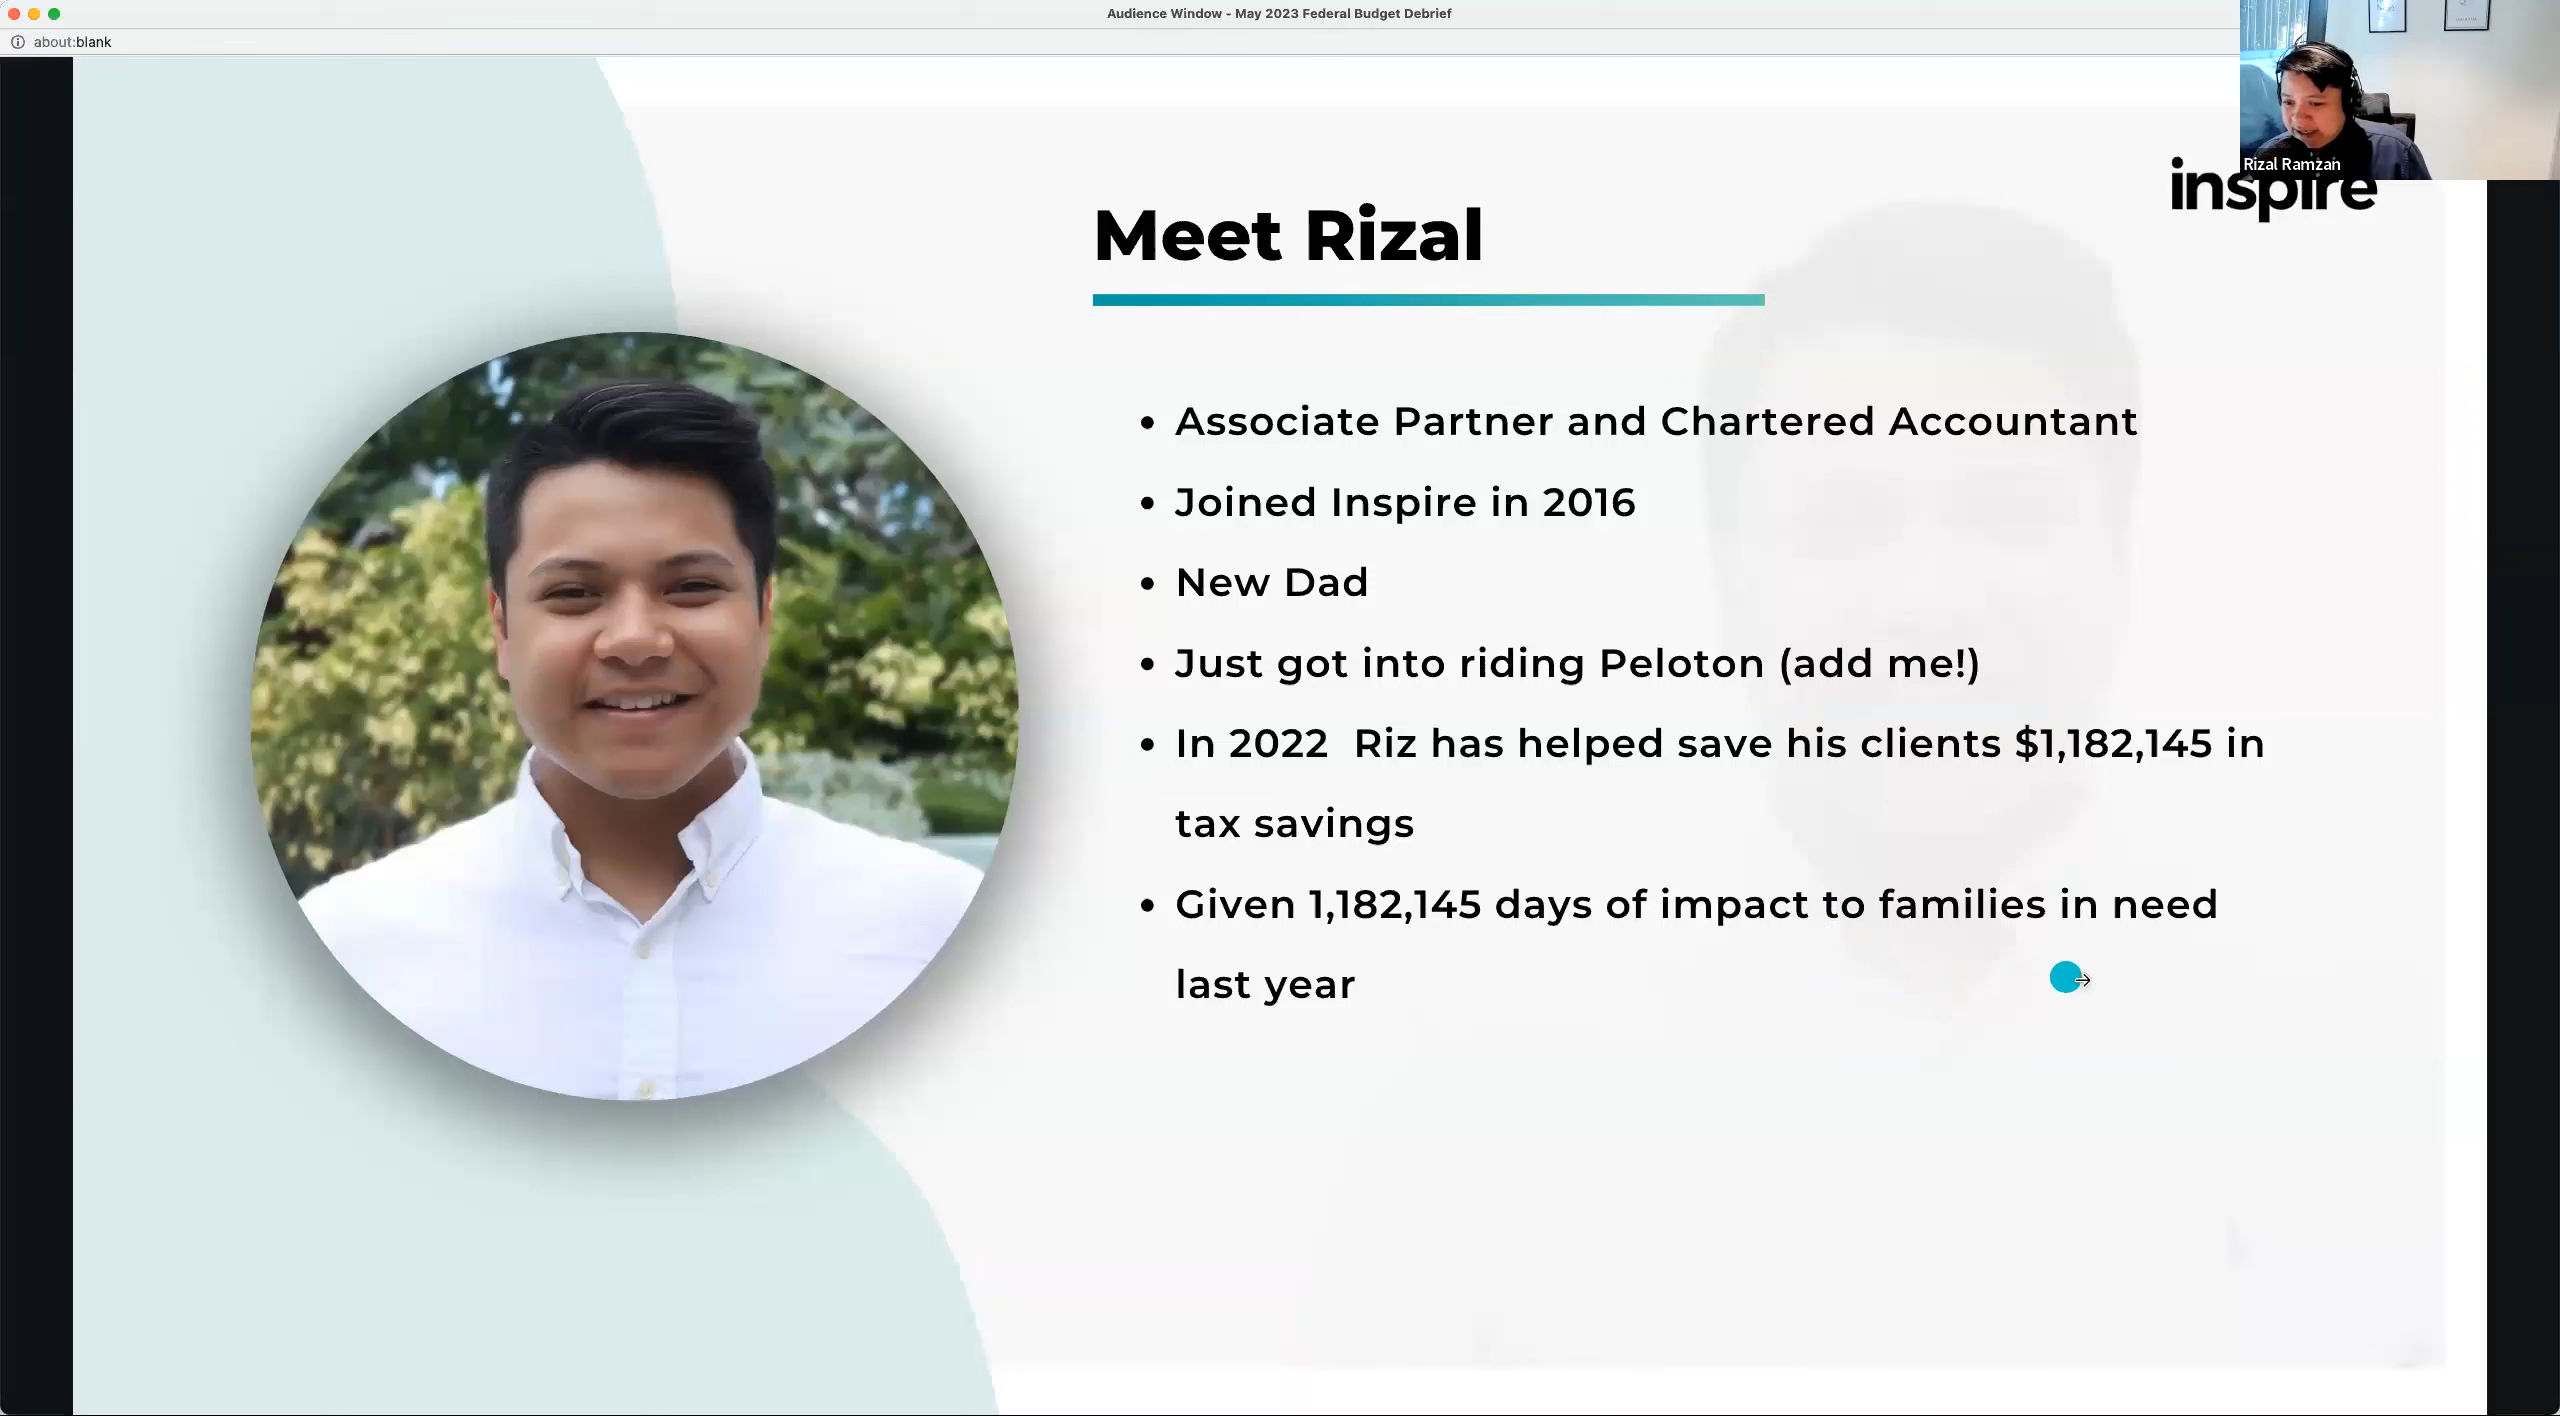 Audience Window - May 2023 Federal Budget Debrief
about:blank
Rizal Ramzan
inspire
Meet Rizal
• Associate Partner and Chartered Accountant
• Joined Inspire in 2016
• New Dad
• Just got into riding Peloton (add me!)
• In 2022  Riz has helped save his clients $1,182,145 in
tax savings
• Given 1,182,145 days of impact to families in need
last year